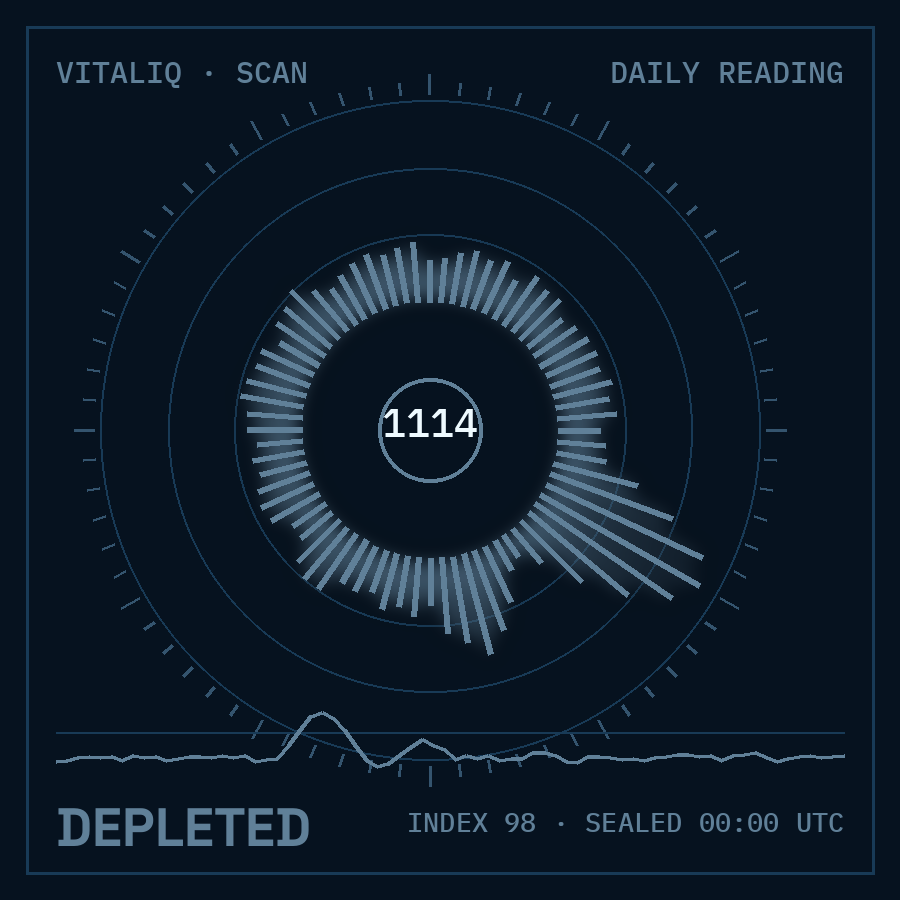 VITALIQ · SCAN
DAILY READING
1114
DEPLETED
INDEX 98 · SEALED 00:00 UTC